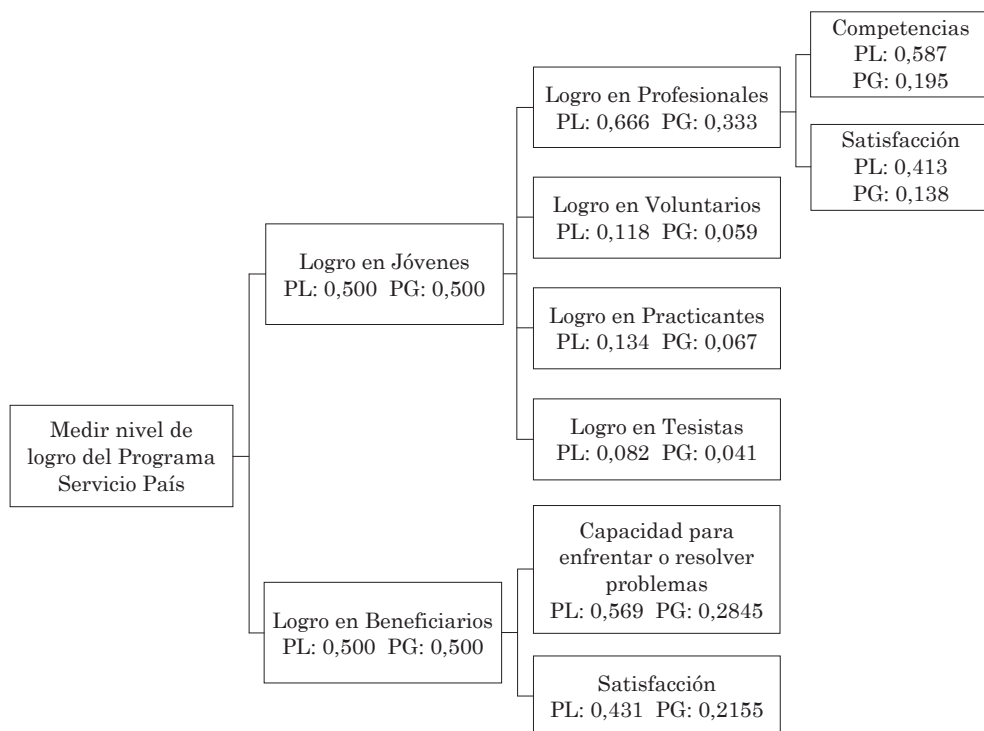 Competencias
PL: 0,587
PG: 0,195
Logro en Profesionales
PL: 0,666 PG: 0,333
Satisfacción
PL: 0,413
PG: 0,138
Logro en Voluntarios
PL: 0,118 PG: 0,059
Logro en Jóvenes
PL: 0,500 PG: 0,500
Logro en Practicantes
PL: 0,134 PG: 0,067
Medir nivel de
logro del Programa
Servicio País
Logro en Tesistas
PL: 0,082 PG: 0,041
Capacidad para
enfrentar o resolver
problemas
PL: 0,569 PG: 0,2845
Logro en Beneficiarios
PL: 0,500 PG: 0,500
Satisfacción
PL: 0,431 PG: 0,2155